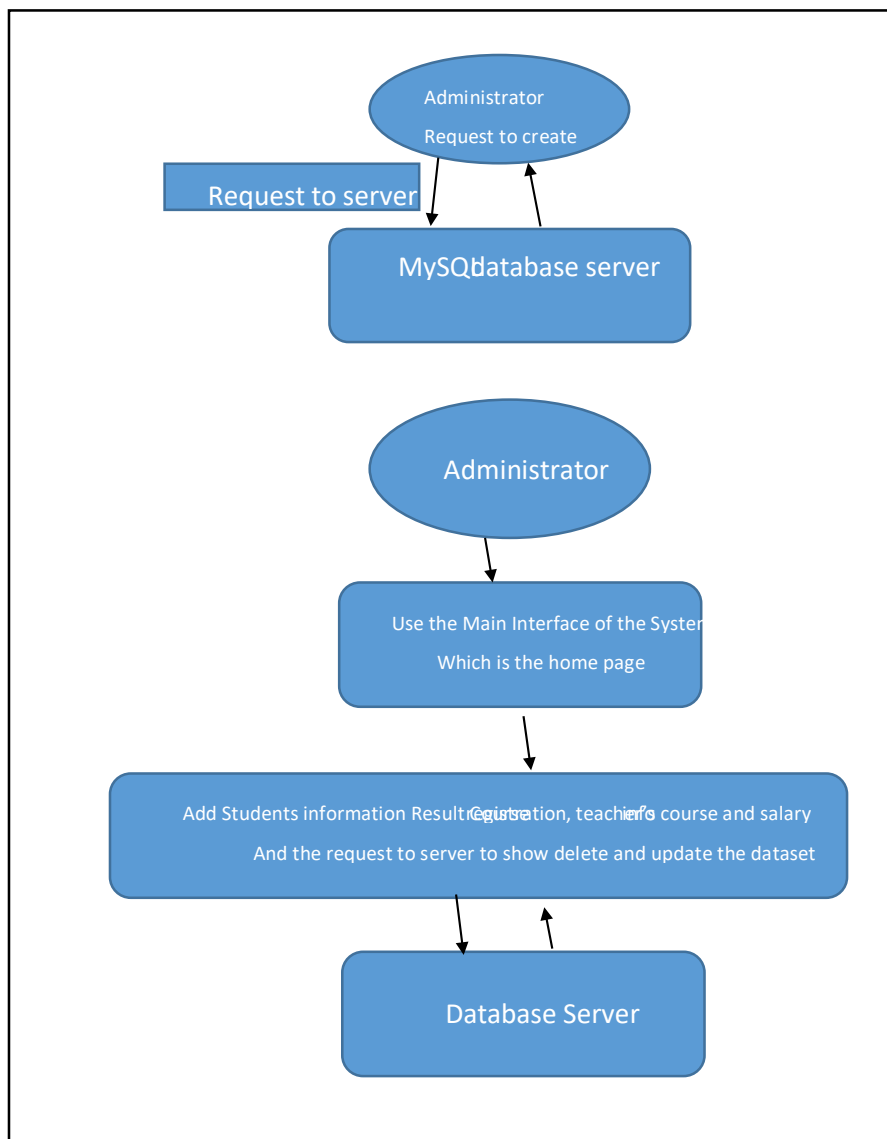 Administrator
Request to create
Request to server
MySQL database server
Administrator
Use the Main Interface of the System
Which is the home page
Add Students information Result Course registration, teacher's info course and salary
And the request to server to show delete and update the dataset
Database Server